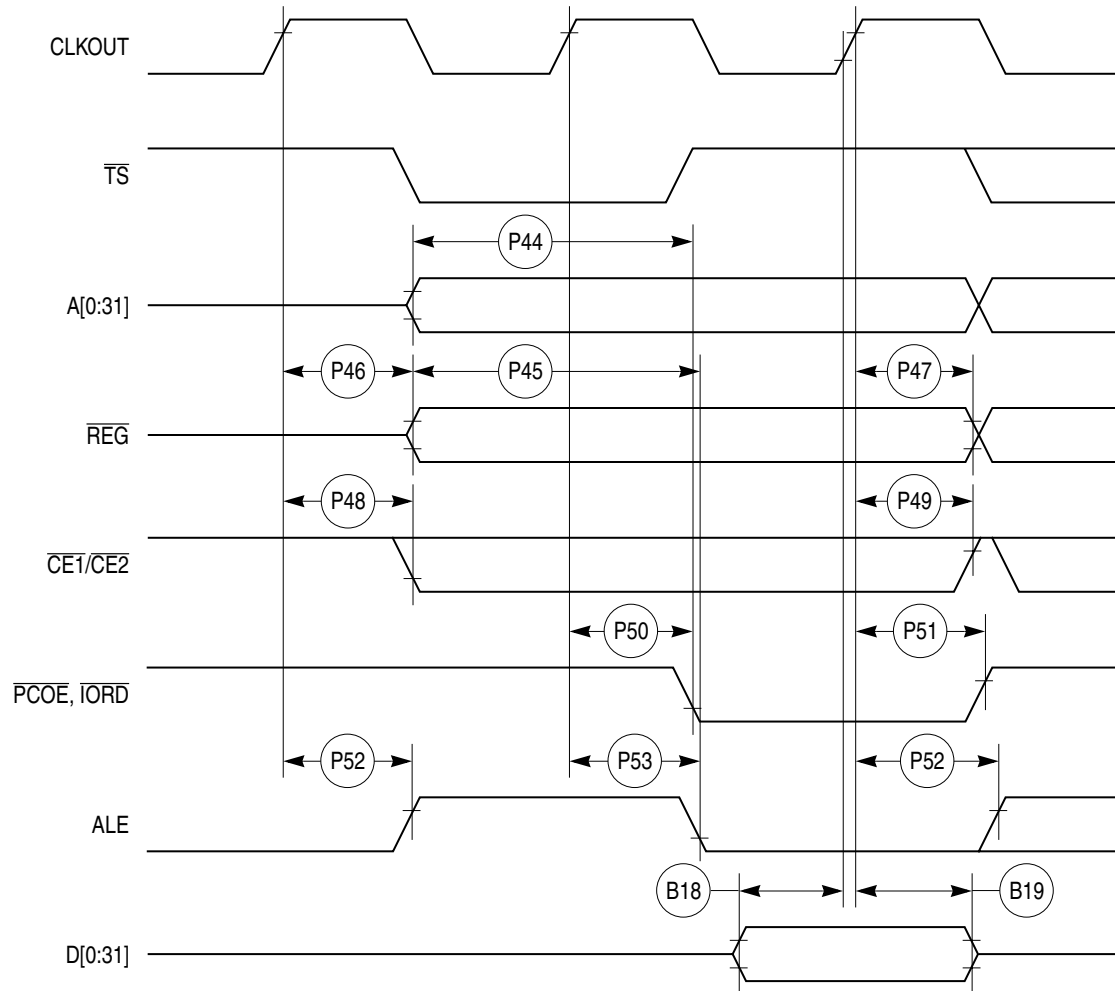 CLKOUT
TS
P44
A[0:31]
P46 P45 P47
REG
P48 P49
CE1/CE2
P50 P51
PCOE, IORD
P52 P53 P52
ALE
B18 B19
D[0:31]